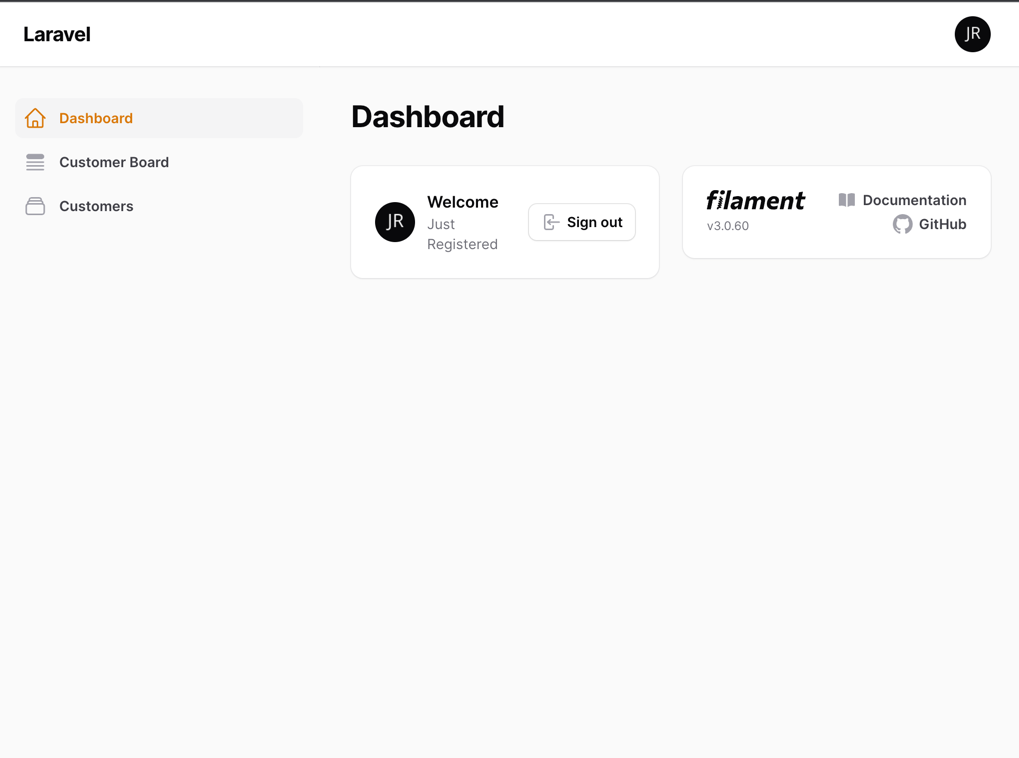 Laravel
JR
Dashboard
Customer Board
Customers
Dashboard
JR
Welcome
Just
Registered
Sign out
filament
v3.0.60
Documentation
GitHub